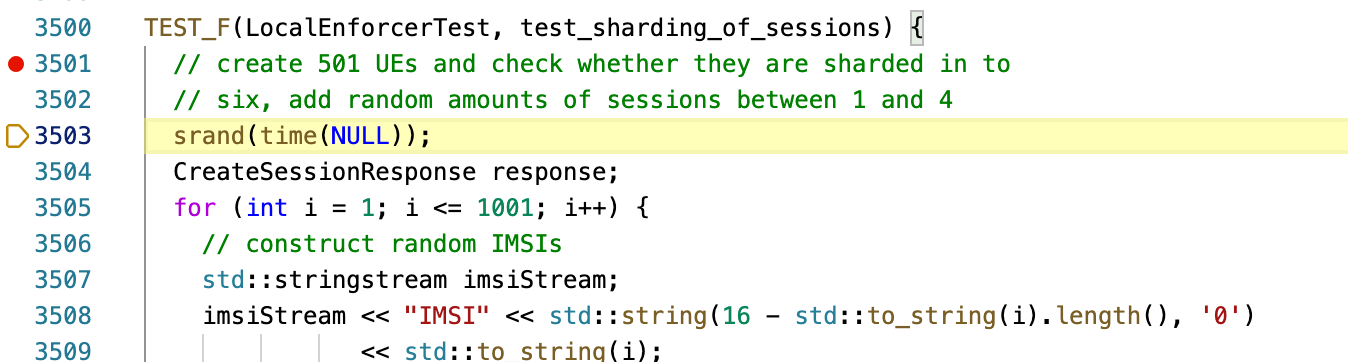 3500 TEST_F(LocalEnforcerTest, test_sharding_of_sessions) {
3501 // create 501 UEs and check whether they are sharded in to
3502 // six, add random amounts of sessions between 1 and 4
3503 srand(time(NULL));
3504 CreateSessionResponse response;
3505 for (int i = 1; i <= 1001; i++) {
3506 // construct random IMSIs
3507 std::stringstream imsiStream;
3508 imsiStream << "IMSI" << std::string(16 - std::to_string(i).length(), '0')
3509 << std::to_string(i);